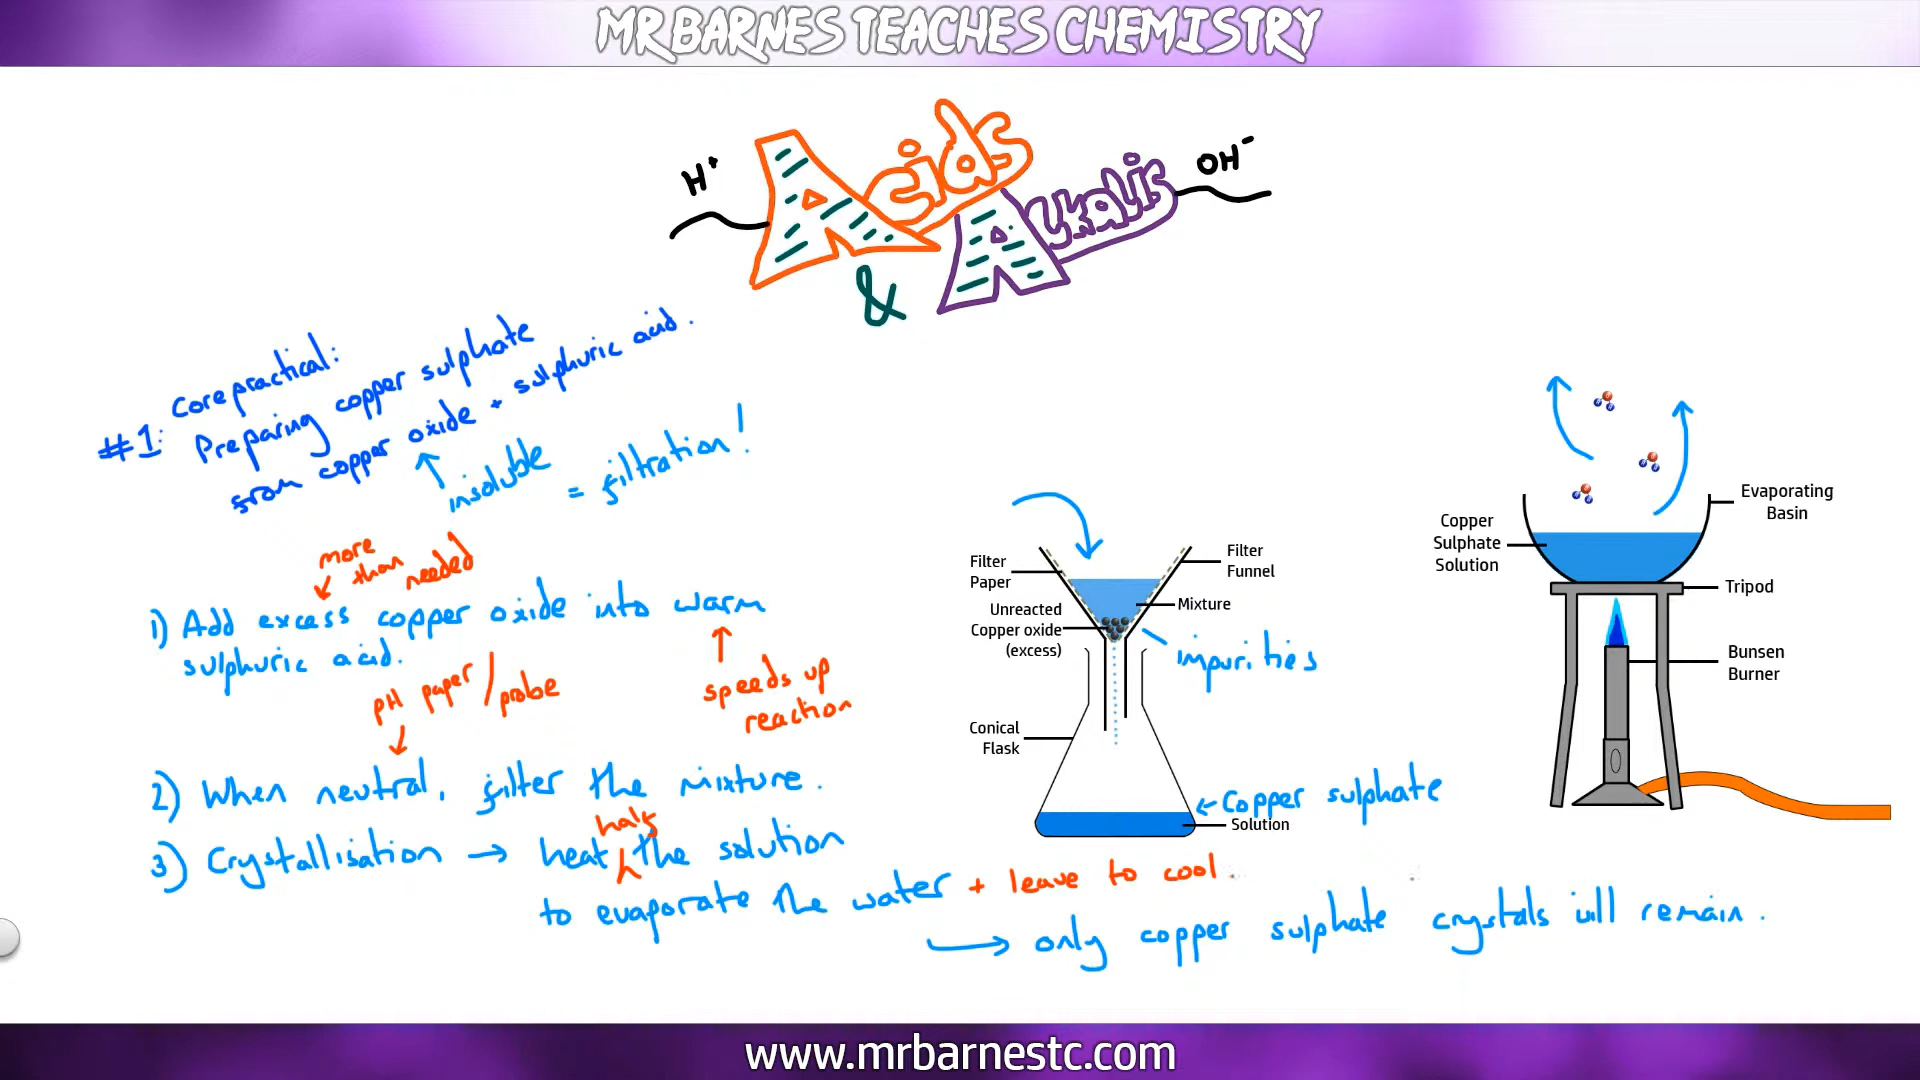 MR BARNES TEACHES CHEMISTRY
H+
Acids
&
Alkalis
OH-
Core practical:
#1: Preparing copper sulphate
from copper oxide + sulphuric acid.
insoluble = filtration!
more
than needed
1) Add excess copper oxide into warm
sulphuric acid.
pH paper/probe
speeds up
reaction
2) When neutral, filter the mixture.
half
3) Crystallisation → heat the solution
to evaporate the water + leave to cool.
→ only copper sulphate crystals will remain.
Filter
Paper
Filter
Funnel
Unreacted
Copper oxide
(excess)
Mixture
impurities
Conical
Flask
← Copper sulphate
Solution
Copper
Sulphate
Solution
Evaporating
Basin
Tripod
Bunsen
Burner
www.mrbarnestc.com